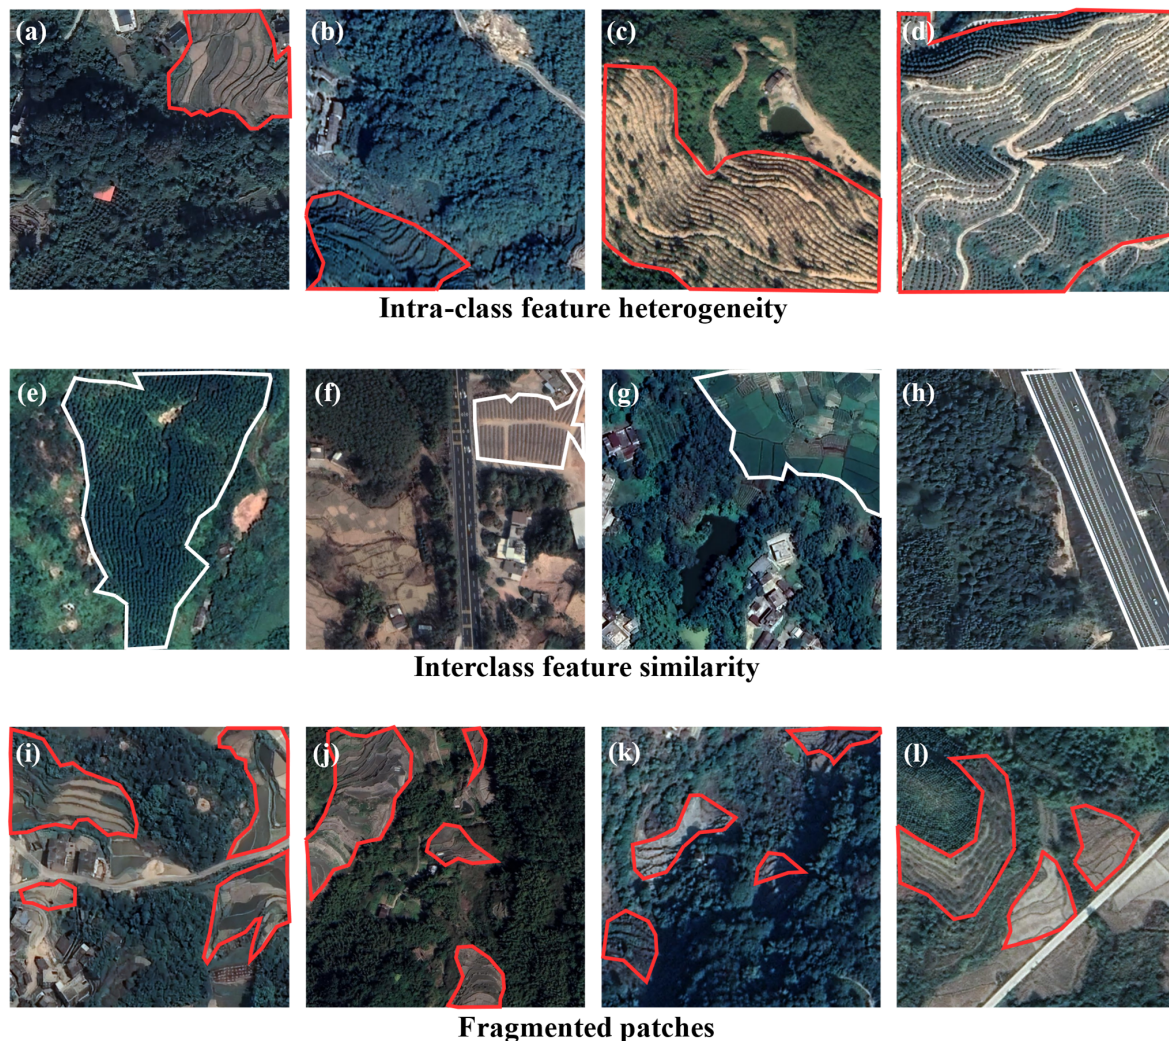 (a) (b) (c) (d)
Intra-class feature heterogeneity
(e) (f) (g) (h)
Interclass feature similarity
(i) (j) (k) (l)
Fragmented patches